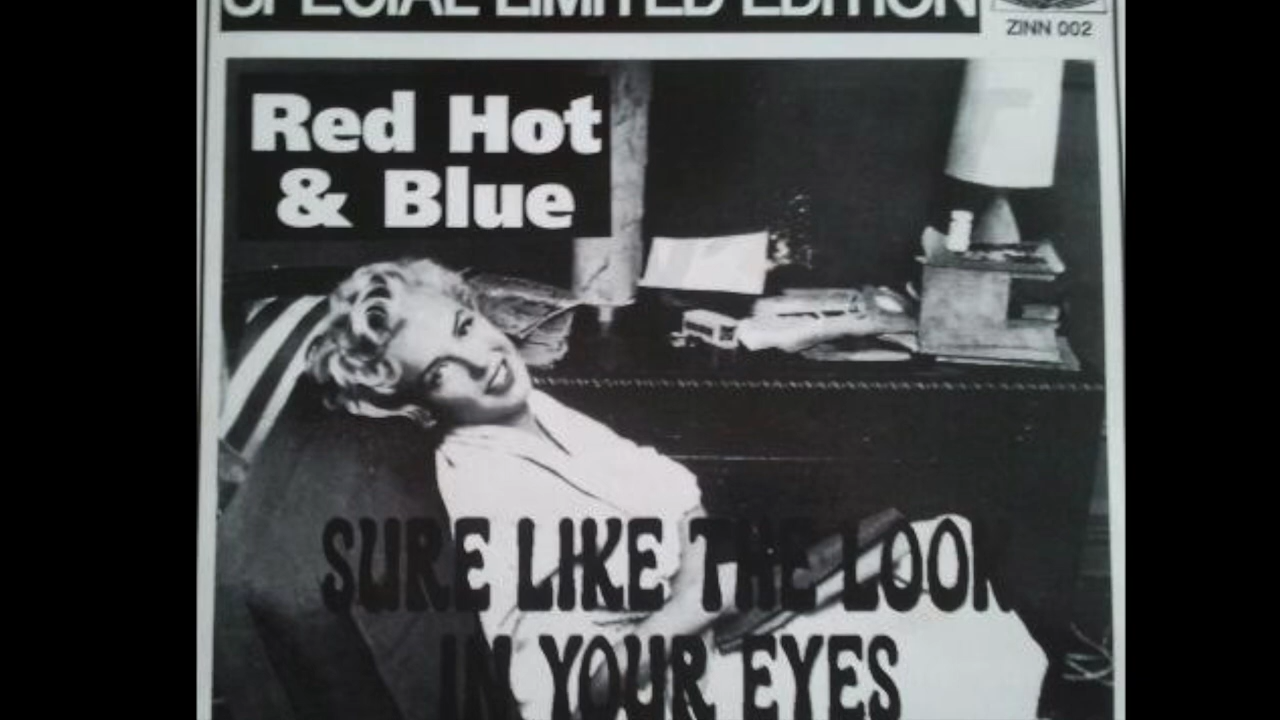 SPECIAL LIMITED EDITION
ZINN 002
Red Hot
& Blue
SURE LIKE THE LOOK
IN YOUR EYES